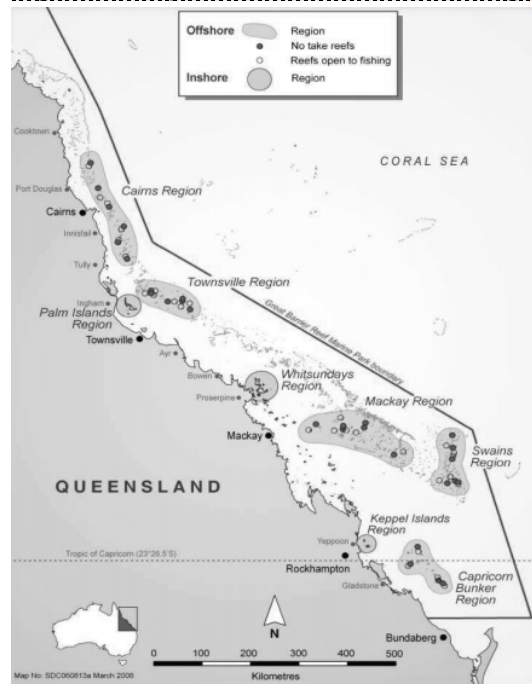 Offshore
Region
No take reefs
Reefs open to fishing
Inshore
Region
Cooktown
CORAL SEA
Port Douglas
Cairns Region
Cairns
Innisfail
Tully
Townsville Region
Ingham
Palm Islands
Region
Great Barrier Reef Marine Park boundary
Townsville
Ayr
Whitsundays
Region
Bowen
Proserpine
Mackay Region
Mackay
Swains
Region
QUEENSLAND
Keppel Islands
Region
Yeppoon
Tropic of Capricorn (23°26.5'S)
Rockhampton
Capricorn
Bunker
Region
Gladstone
N
Bundaberg
0 100 200 300 400 500
Kilometres
Map No: SDC060813a March 2008